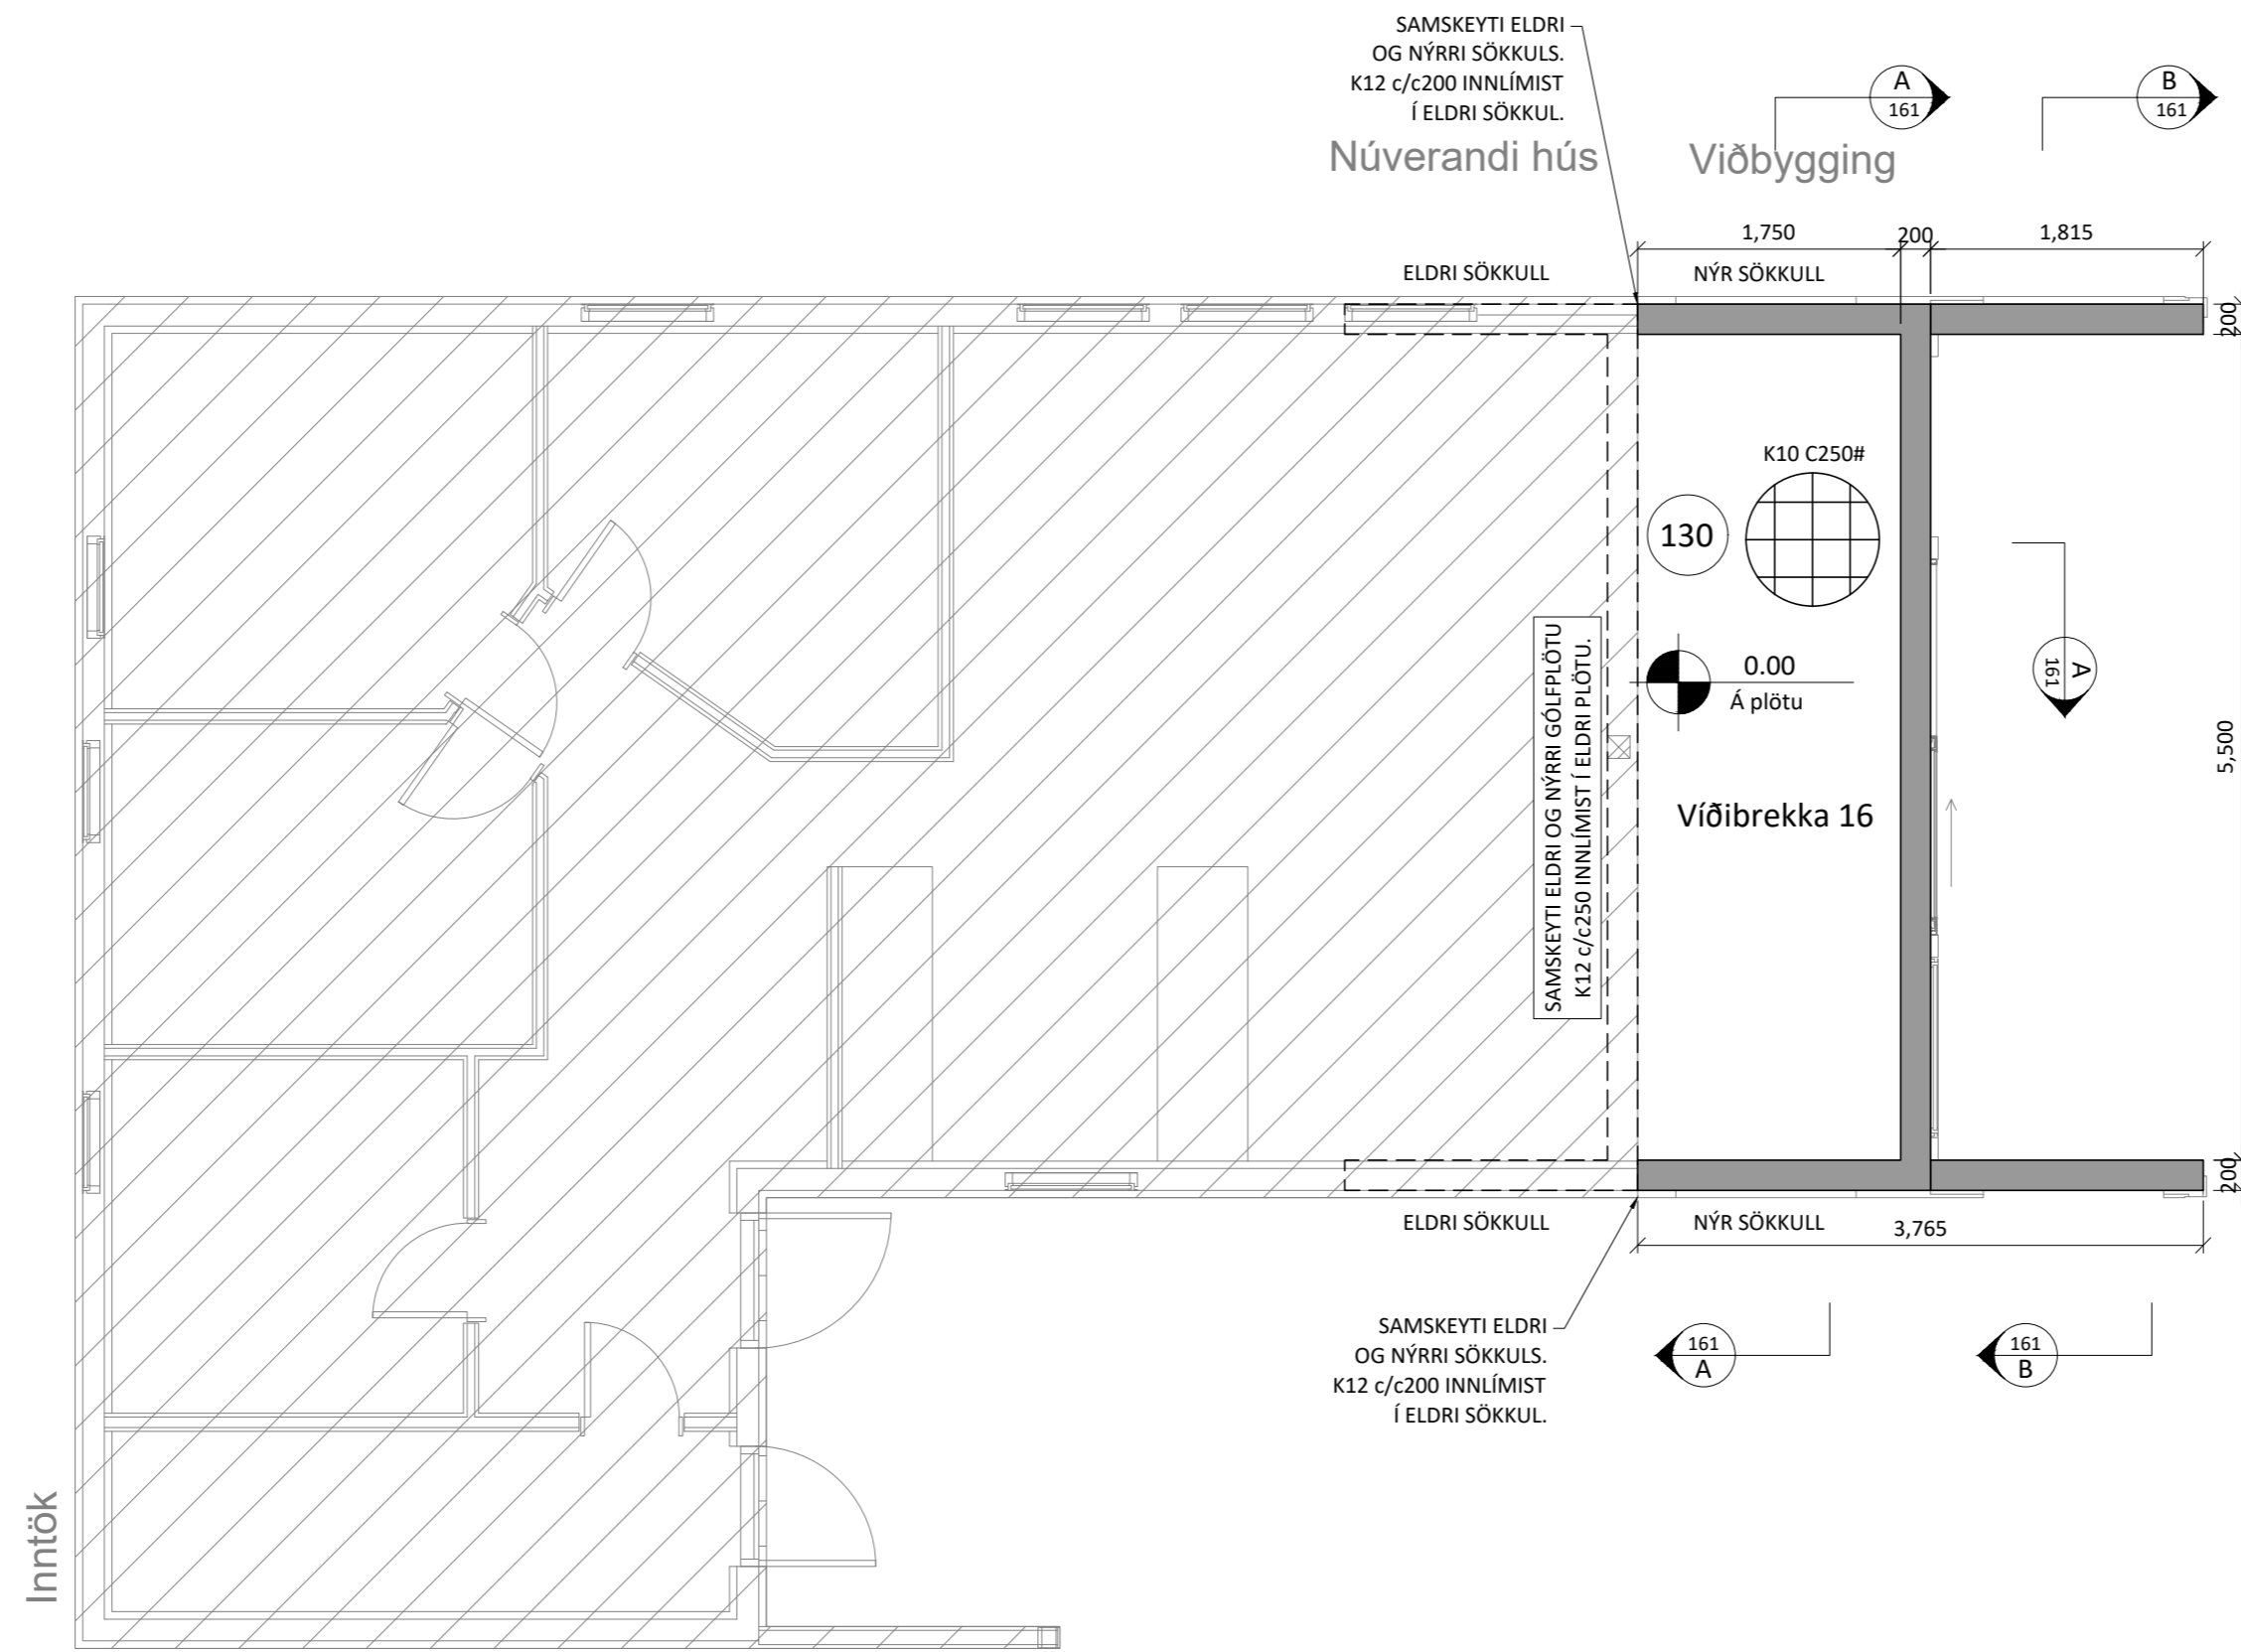 SAMSKEYTI ELDRI
OG NÝRRI SÖKKULS.
K12 c/c200 INNLÍMIST
Í ELDRI SÖKKUL.
A
161
B
161
Núverandi hús
Viðbygging
1,750
200
1,815
ELDRI SÖKKULL
NÝR SÖKKULL
200
K10 C250#
130
SAMSKEYTI ELDRI OG NÝRRI GÓLFPLÖTU
K12 c/c250 INNLÍMIST Í ELDRI PLÖTU.
0.00
Á plötu
A
161
5,500
Víðibrekka 16
200
ELDRI SÖKKULL
NÝR SÖKKULL
3,765
SAMSKEYTI ELDRI
OG NÝRRI SÖKKULS.
K12 c/c200 INNLÍMIST
Í ELDRI SÖKKUL.
161
A
161
B
Inntök